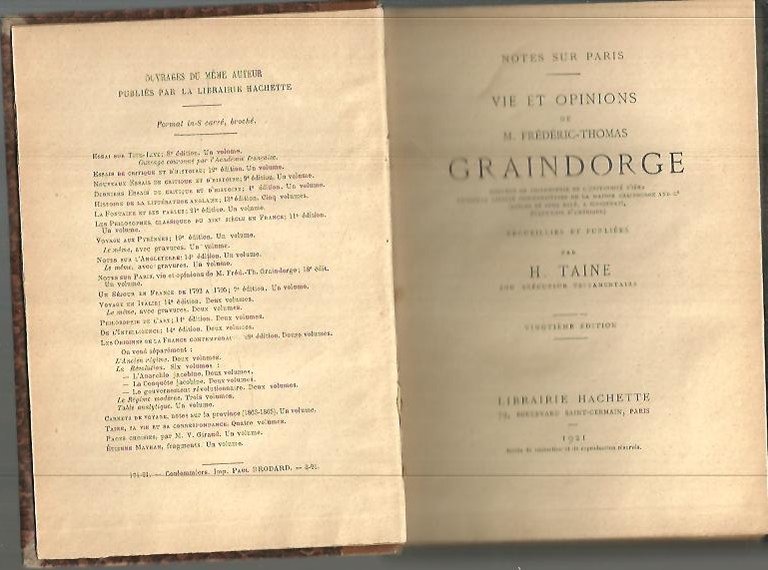 OUVRAGES DU MÊME AUTEUR
PUBLIÉS PAR LA LIBRAIRIE HACHETTE
Format in-8 carré, broché.
ESSAI SUR TITE-LIVE; 8e édition. Un volume.
Ouvrage couronné par l'Académie française.
ESSAIS DE CRITIQUE ET D'HISTOIRE; édition. Un volume.
NOUVEAUX ESSAIS DE CRITIQUE ET D'HISTOIRE; édition. Un volume.
DERNIERS ESSAIS DE CRITIQUE ET D'HISTOIRE; édition. Un volume.
HISTOIRE DE LA LITTÉRATURE ANGLAISE; édition. Cinq volumes.
LA FONTAINE ET SES FABLES; édition. Un volume.
LES PHILOSOPHES CLASSIQUES DU XIXe SIÈCLE EN FRANCE; 11e édition.
Un volume.
VOYAGE AUX PYRÉNÉES; édition. Un volume.
Le même, avec gravures. Un volume.
NOTES SUR L'ANGLETERRE; 14e édition. Un volume.
Le même, avec gravures. Un volume.
NOTES SUR PARIS, vie et opinions de M. Fréd.-Th. Graindorge; 18e édit.
Un volume.
UN SÉJOUR EN FRANCE DE 1792 A 1795; édition. Un volume.
VOYAGE EN ITALIE; 14e édition. Deux volumes.
Le même, avec gravures. Deux volumes.
PHILOSOPHIE DE L'ART; édition. Deux volumes.
DE L'INTELLIGENCE; 14e édition. Deux volumes.
LES ORIGINES DE LA FRANCE CONTEMPORAI édition. Douze volumes.
On vend séparément :
L'Ancien régime. Deux volumes.
La Révolution. Six volumes :
— L'Anarchie jacobine. Deux volumes.
— La Conquête jacobine. Deux volumes.
— Le gouvernement révolutionnaire. Deux volumes.
Le Régime moderne. Trois volumes.
Table analytique. Un volume.
CARNETS DE VOYAGE, notes sur la province (1863-1865). Un volume.
TAINE, SA VIE ET SA CORRESPONDANCE. Quatre volumes.
PAGES CHOISIES, par M. V. Giraud. Un volume.
ÉTIENNE MAYRAN, fragments. Un volume.
— Coulommiers. Imp. PAUL BRODARD. —
NOTES SUR PARIS
VIE ET OPINIONS
DE
M. FRÉDÉRIC-THOMAS
GRAINDORGE
RECUEILLIES ET PUBLIÉES
PAR
H. TAINE
SON EXÉCUTEUR TESTAMENTAIRE
VINGTIÈME ÉDITION
LIBRAIRIE HACHETTE
79, BOULEVARD SAINT-GERMAIN, PARIS
1921
Droits de traduction et de reproduction réservés.